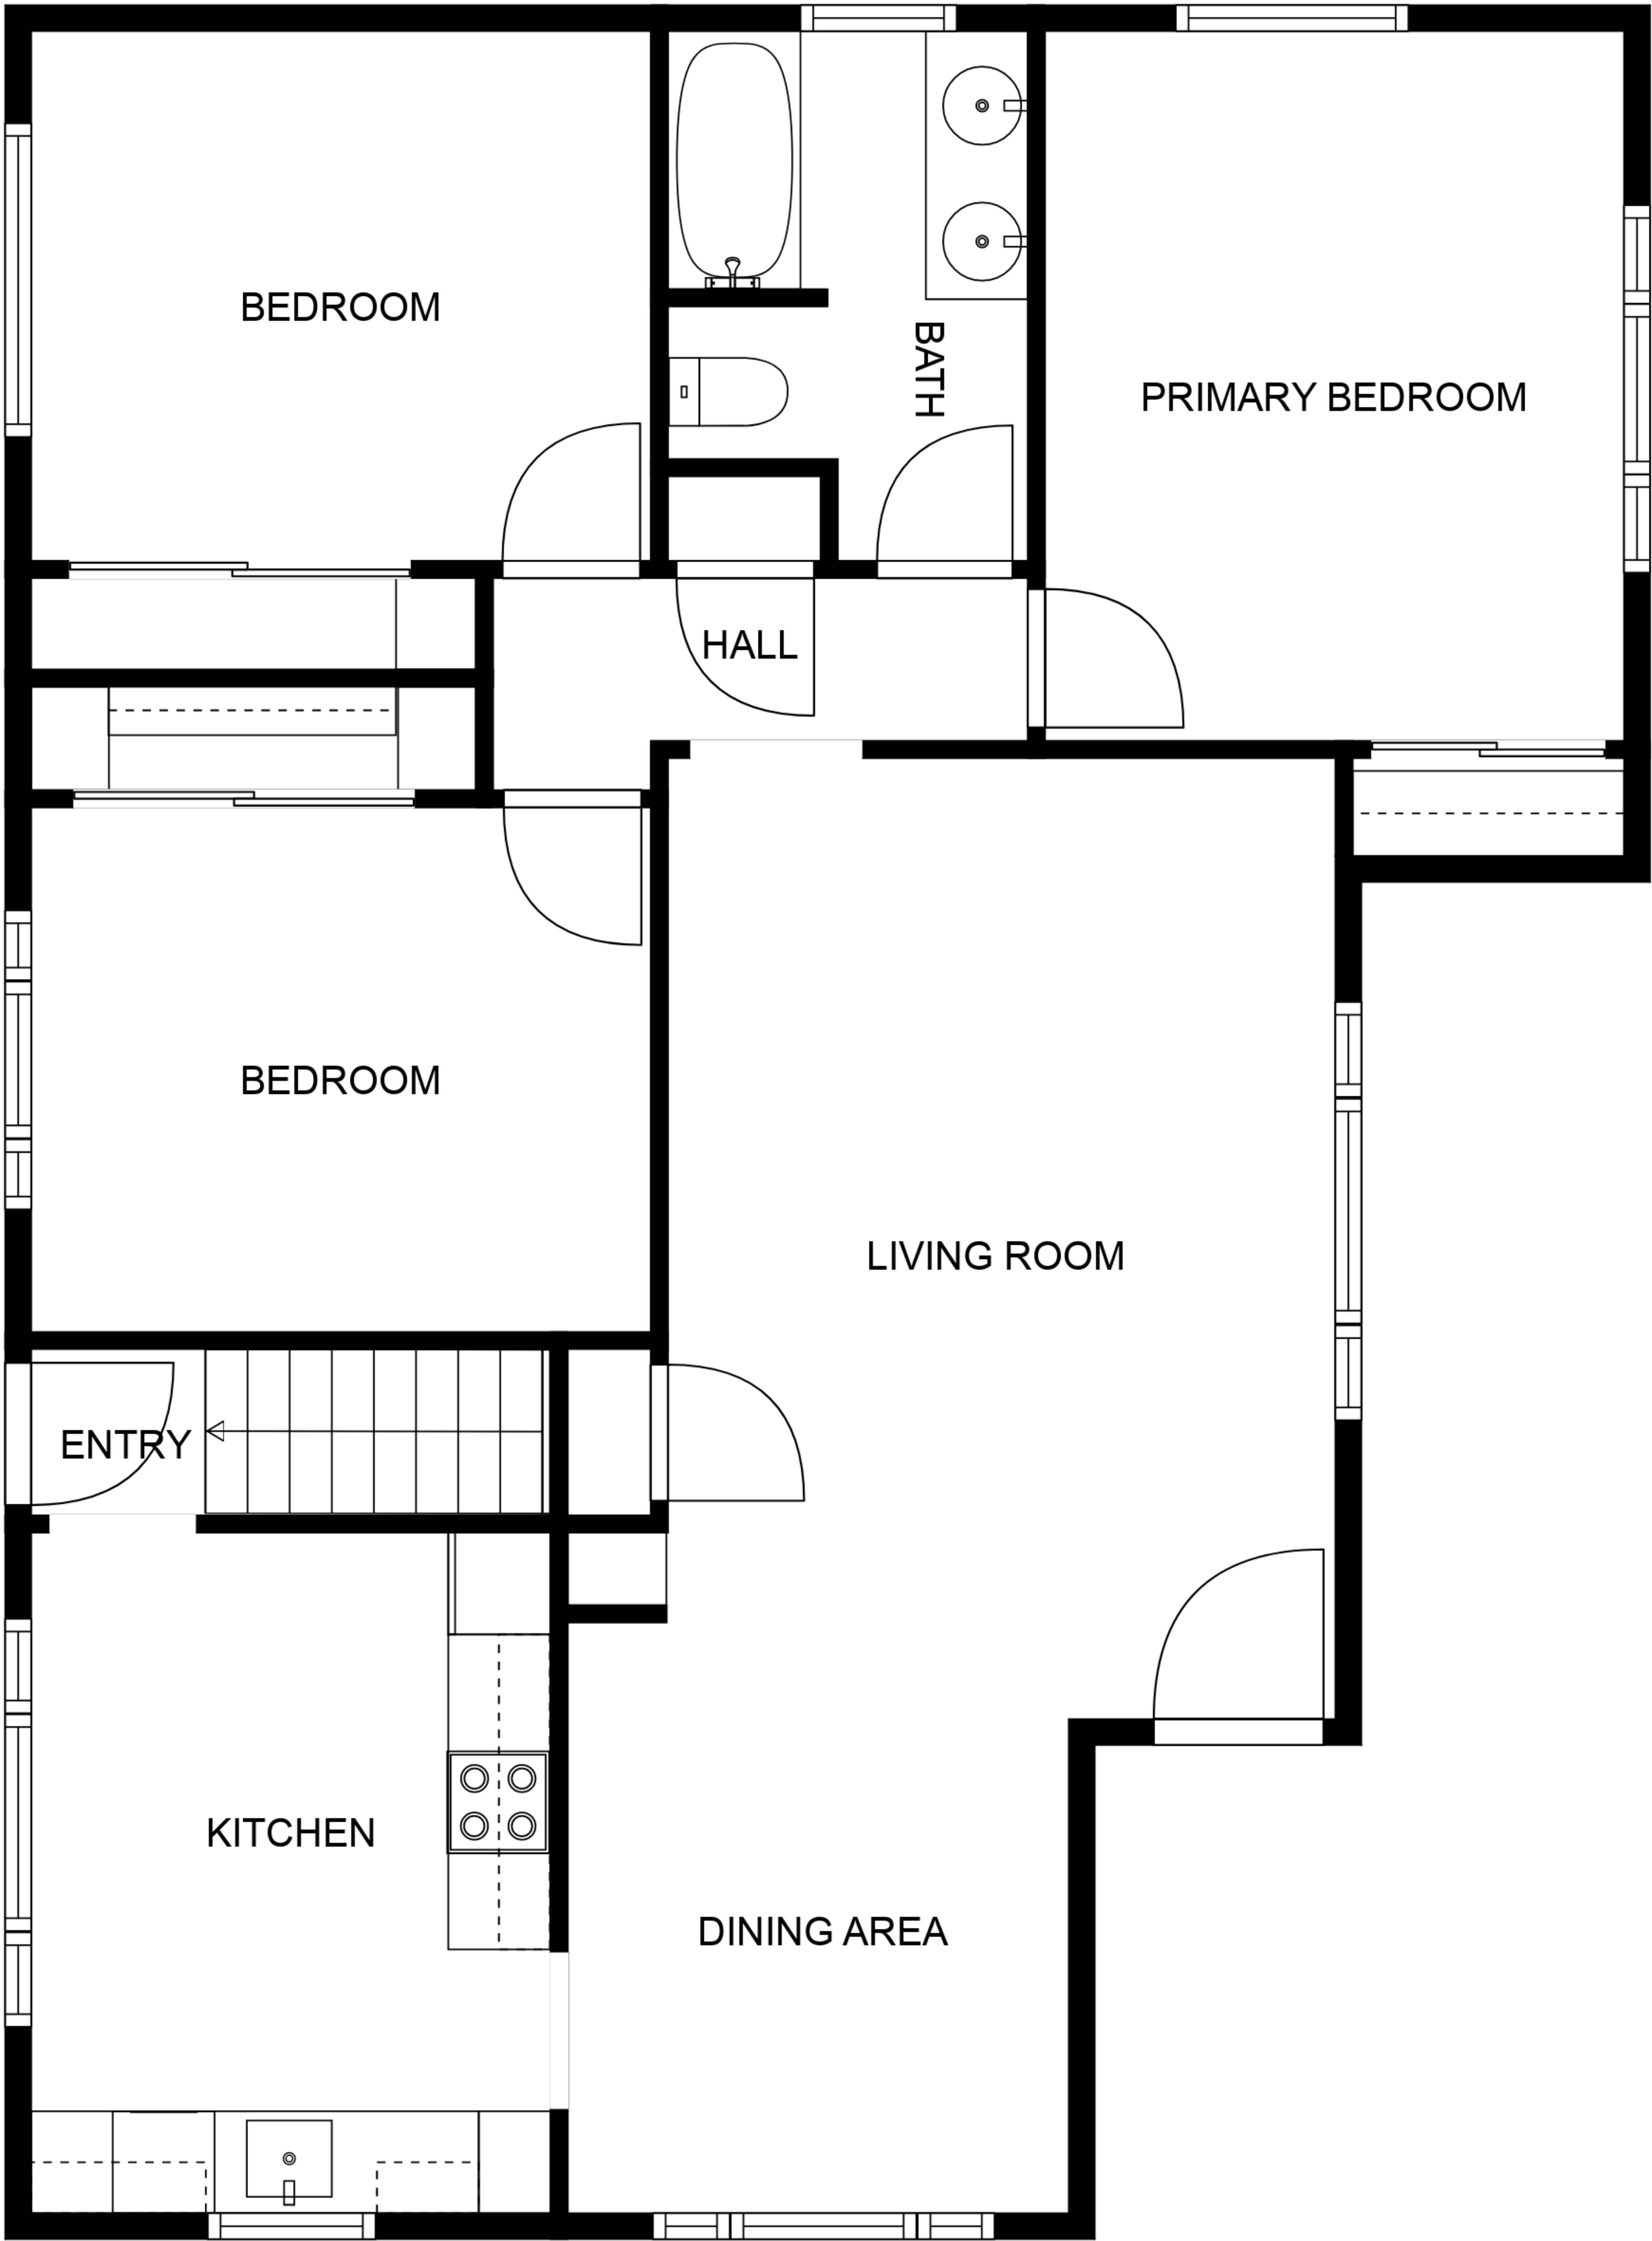 BEDROOM
BATH
PRIMARY BEDROOM
HALL
BEDROOM
LIVING ROOM
ENTRY
KITCHEN
DINING AREA